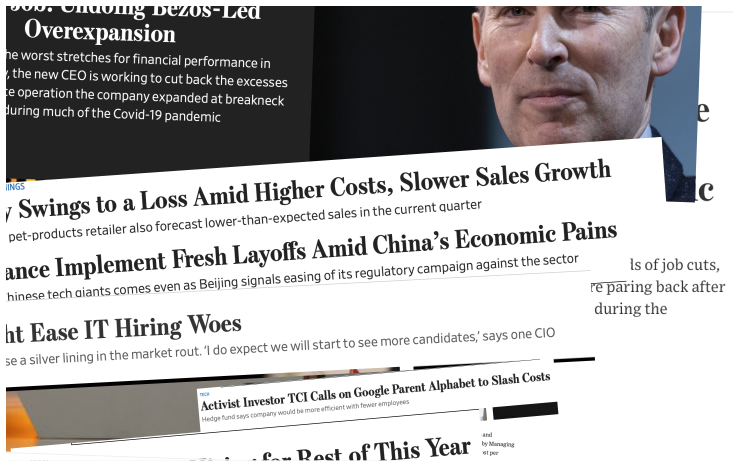 Job: Undoing Bezos-Led
Overexpansion
he worst stretches for financial performance in
the new CEO is working to cut back the excesses
ce operation the company expanded at breakneck
during much of the Covid-19 pandemic
e
c
INGS
y Swings to a Loss Amid Higher Costs, Slower Sales Growth
pet-products retailer also forecast lower-than-expected sales in the current quarter
ance Implement Fresh Layoffs Amid China's Economic Pains
hinese tech giants comes even as Beijing signals easing of its regulatory campaign against the sector
ls of job cuts,
re paring back after
during the
ht Ease IT Hiring Woes
se a silver lining in the market rout. 'I do expect we will start to see more candidates,' says one CIO
TECH
Activist Investor TCI Calls on Google Parent Alphabet to Slash Costs
Hedge fund says company would be more efficient with fewer employees
for Rest of This Year
and
by Managing
ost per